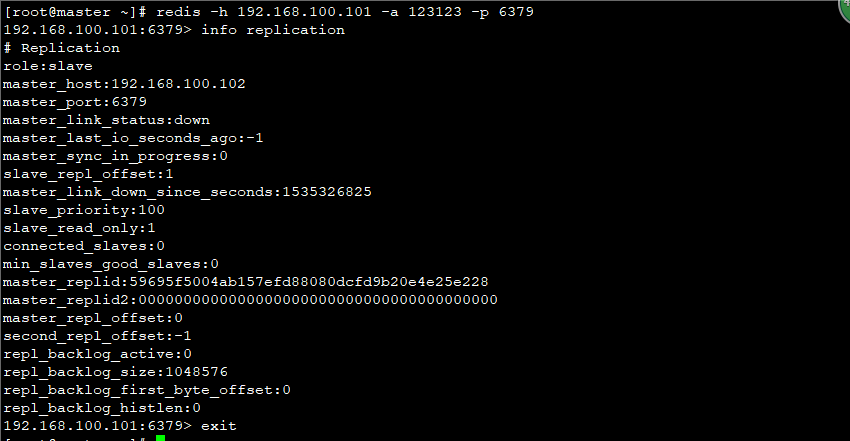 [root@master ~]# redis -h 192.168.100.101 -a 123123 -p 6379
192.168.100.101:6379> info replication
# Replication
role:slave
master_host:192.168.100.102
master_port:6379
master_link_status:down
master_last_io_seconds_ago:-1
master_sync_in_progress:0
slave_repl_offset:1
master_link_down_since_seconds:1535326825
slave_priority:100
slave_read_only:1
connected_slaves:0
min_slaves_good_slaves:0
master_replid:59695f5004ab157efd88080dcfd9b20e4e25e228
master_replid2:0000000000000000000000000000000000000000
master_repl_offset:0
second_repl_offset:-1
repl_backlog_active:0
repl_backlog_size:1048576
repl_backlog_first_byte_offset:0
repl_backlog_histlen:0
192.168.100.101:6379> exit